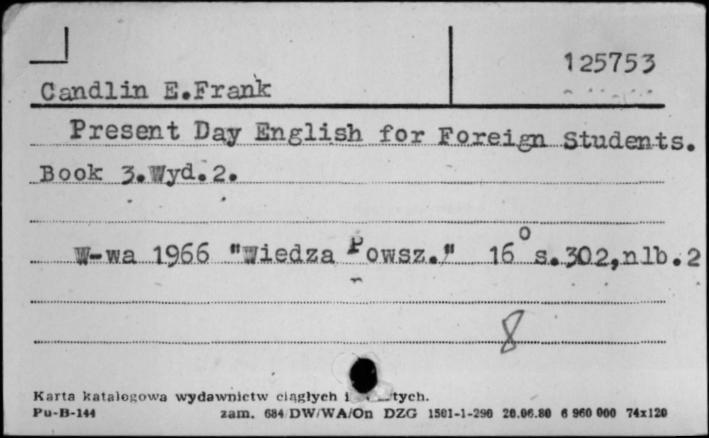 125753
Candlin E.Frank
Present Day English for Foreign Students.
Book 3.Wyd.2.
W-wa 1966 "Wiedza Powsz." 16° s.302,nlb.2
8
Karta katalogowa wydawnictw ciągłych i tych.
Pu-B-144 zam. 684/DW/WA/On DZG 1501-1-290 20.06.80 6 960 000 74x120